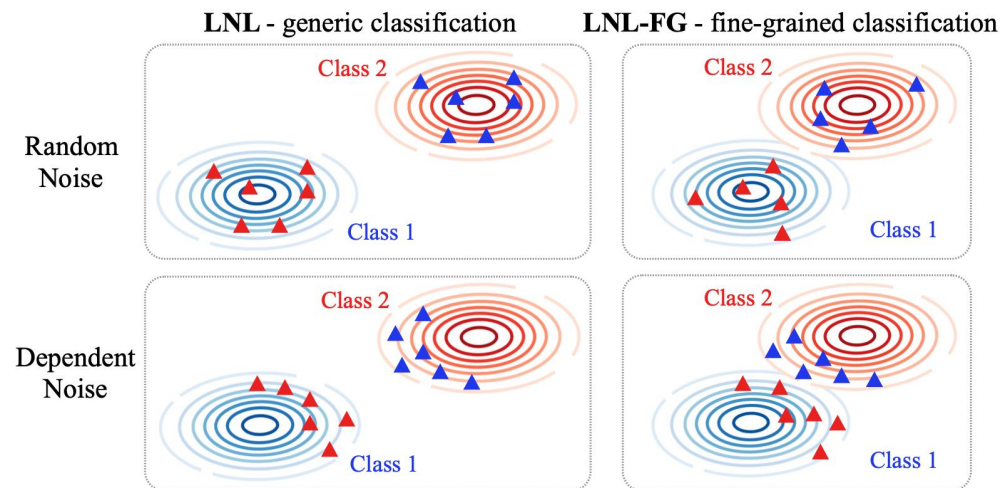 LNL - generic classification
LNL-FG - fine-grained classification
Random
Noise
Class 2
Class 1
Class 2
Class 1
Dependent
Noise
Class 2
Class 1
Class 2
Class 1